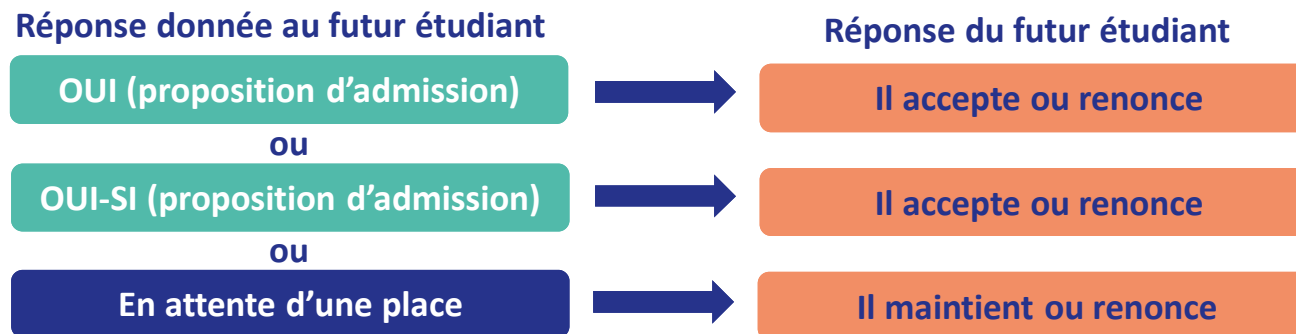 Réponse donnée au futur étudiant
Réponse du futur étudiant
OUI (proposition d'admission)
Il accepte ou renonce
ou
OUI-SI (proposition d'admission)
Il accepte ou renonce
ou
En attente d'une place
Il maintient ou renonce